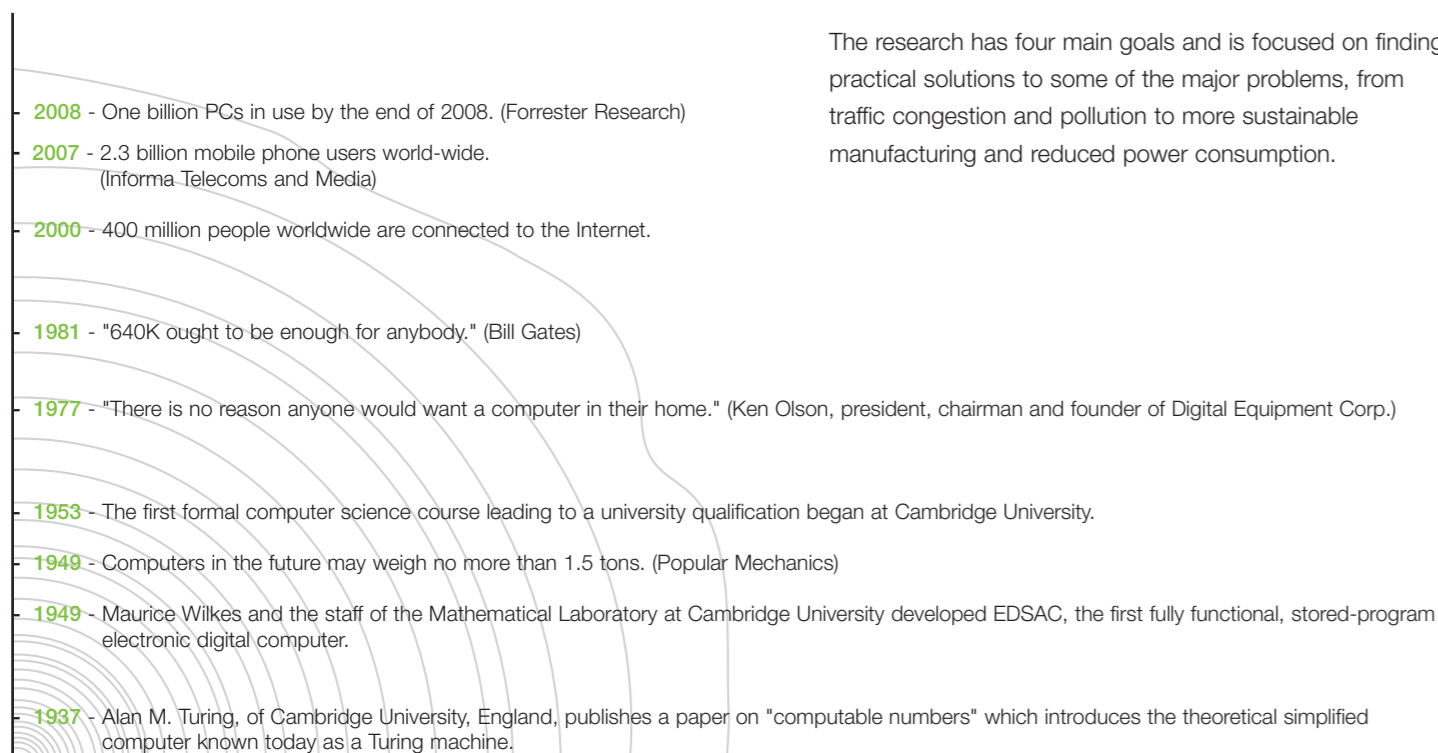 The research has four main goals and is focused on finding
practical solutions to some of the major problems, from
traffic congestion and pollution to more sustainable
manufacturing and reduced power consumption.
2008 - One billion PCs in use by the end of 2008. (Forrester Research)
2007 - 2.3 billion mobile phone users world-wide.
(Informa Telecoms and Media)
2000 - 400 million people worldwide are connected to the Internet.
1981 - "640K ought to be enough for anybody." (Bill Gates)
1977 - "There is no reason anyone would want a computer in their home." (Ken Olson, president, chairman and founder of Digital Equipment Corp.)
1953 - The first formal computer science course leading to a university qualification began at Cambridge University.
1949 - Computers in the future may weigh no more than 1.5 tons. (Popular Mechanics)
1949 - Maurice Wilkes and the staff of the Mathematical Laboratory at Cambridge University developed EDSAC, the first fully functional, stored-program
electronic digital computer.
1937 - Alan M. Turing, of Cambridge University, England, publishes a paper on "computable numbers" which introduces the theoretical simplified
computer known today as a Turing machine.